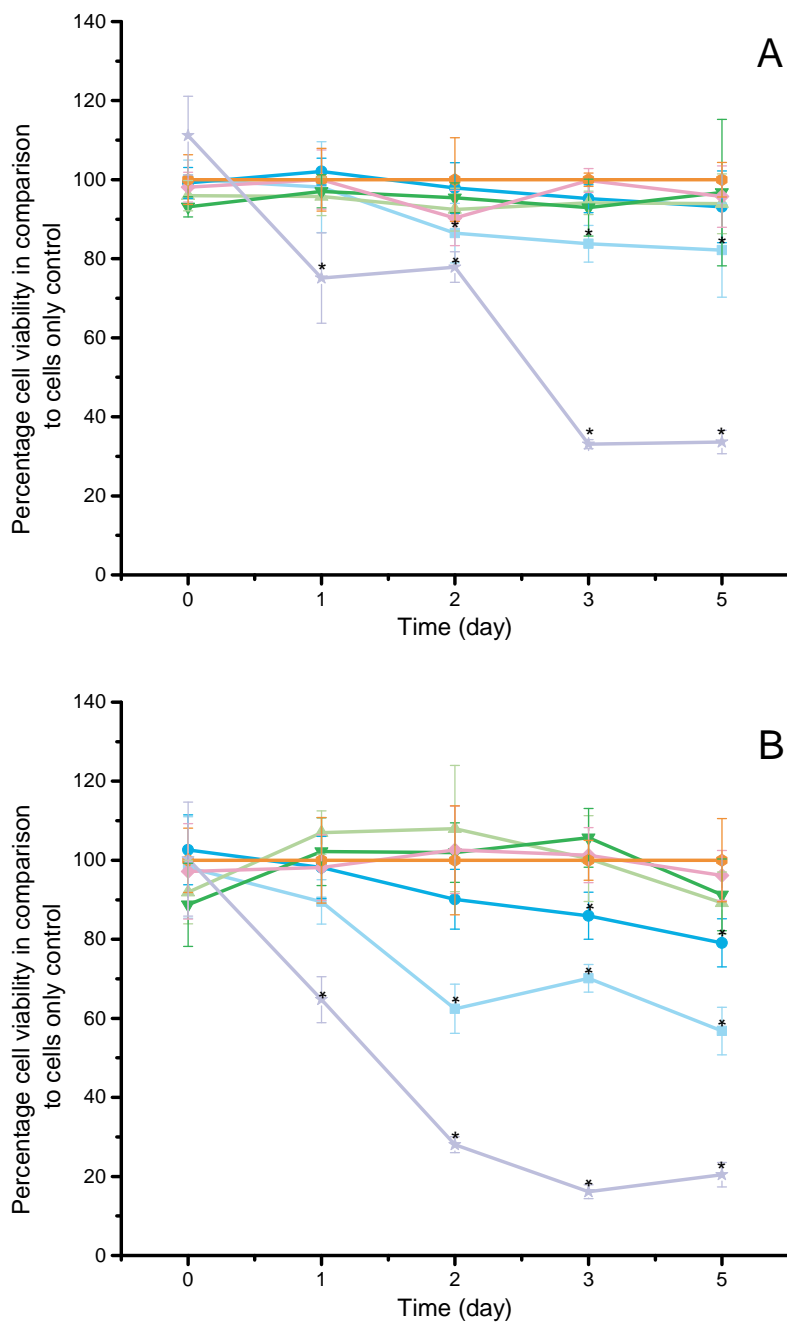 A
140
120
100
80
60
40
20
0
Percentage cell viability in comparison
to cells only control
* * * * * * * *
0 1 2 3 5
Time (day)
B
140
120
100
80
60
40
20
0
Percentage cell viability in comparison
to cells only control
* * * * * * * * *
0 1 2 3 5
Time (day)